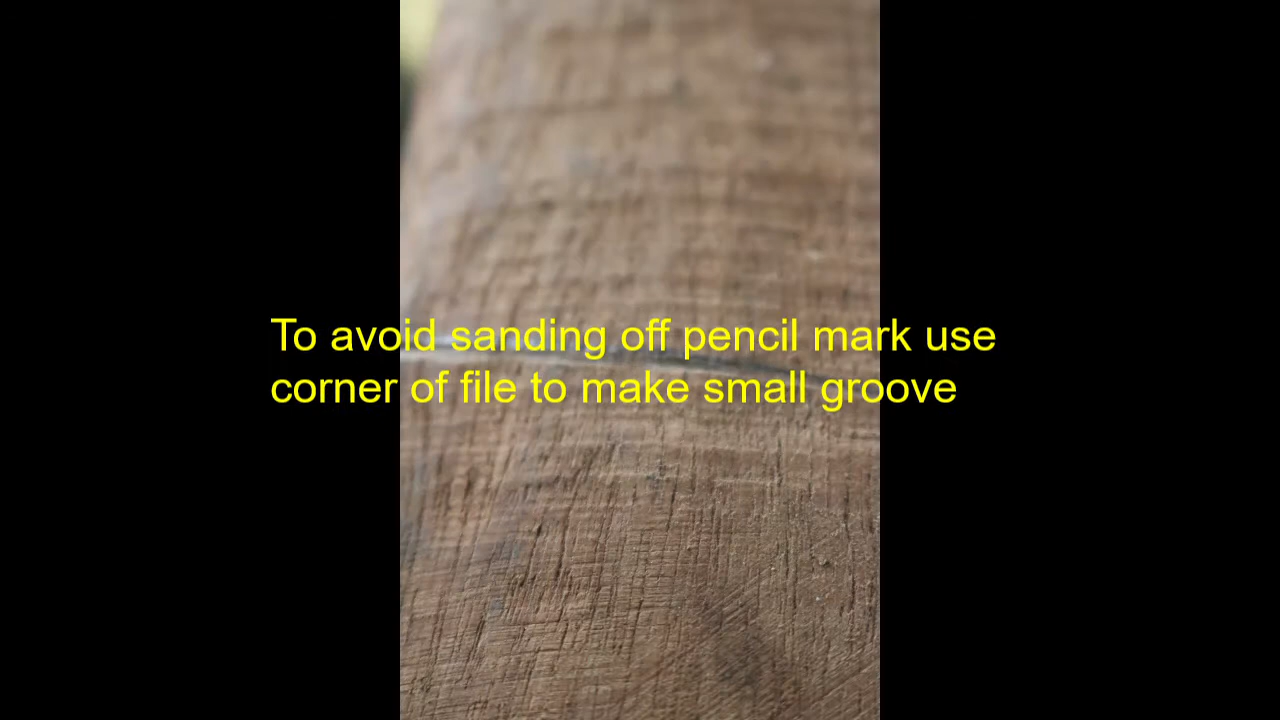 To avoid sanding off pencil mark use
corner of file to make small groove